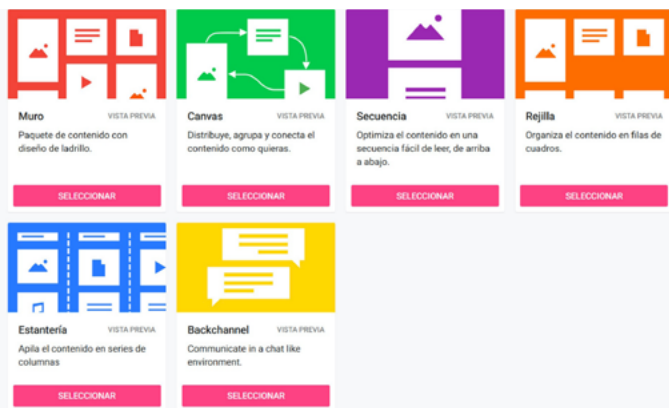 Muro VISTA PREVIA
Paquete de contenido con
diseño de ladrillo.
SELECCIONAR
Canvas VISTA PREVIA
Distribuye, agrupa y conecta el
contenido como quieras.
SELECCIONAR
Secuencia VISTA PREVIA
Optimiza el contenido en una
secuencia fácil de leer, de arriba
a abajo.
SELECCIONAR
Rejilla VISTA PREVIA
Organiza el contenido en filas de
cuadros.
SELECCIONAR
Estantería VISTA PREVIA
Apila el contenido en series de
columnas
SELECCIONAR
Backchannel VISTA PREVIA
Communicate in a chat like
environment.
SELECCIONAR